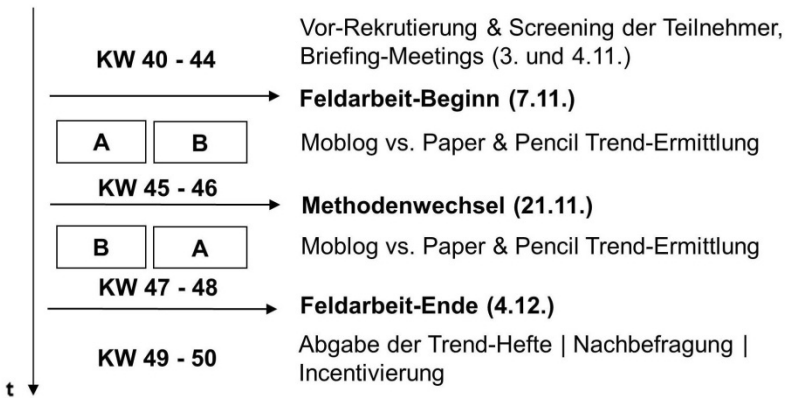 KW 40 - 44
Vor-Rekrutierung & Screening der Teilnehmer,
Briefing-Meetings (3. und 4.11.)
Feldarbeit-Beginn (7.11.)
A B
Moblog vs. Paper & Pencil Trend-Ermittlung
KW 45 - 46
Methodenwechsel (21.11.)
B A
Moblog vs. Paper & Pencil Trend-Ermittlung
KW 47 - 48
Feldarbeit-Ende (4.12.)
KW 49 - 50
Abgabe der Trend-Hefte | Nachbefragung |
Incentivierung
t